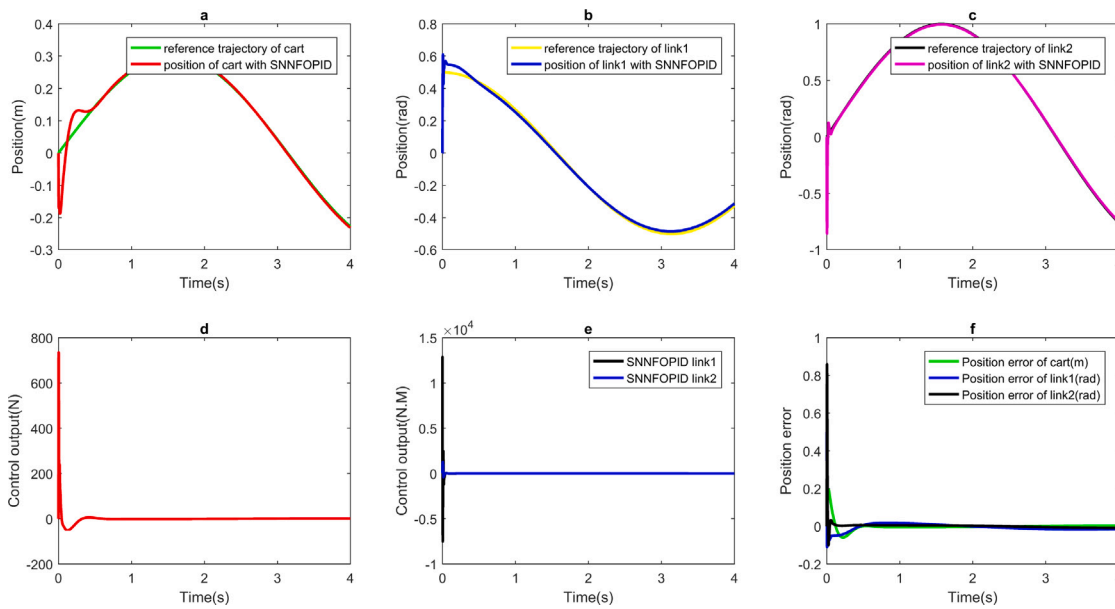 a
0.4
0.3
0.2
0.1
0
-0.1
-0.2
-0.3
Position(m)
reference trajectory of cart
position of cart with SNNFOPID
0 1 2 3 4
Time(s)
b
0.8
0.6
0.4
0.2
0
-0.2
-0.4
-0.6
Position(rad)
reference trajectory of link1
position of link1 with SNNFOPID
0 1 2 3 4
Time(s)
c
1
0.5
0
-0.5
-1
Position(rad)
reference trajectory of link2
position of link2 with SNNFOPID
0 1 2 3
Time(s)
d
800
600
400
200
0
-200
Control output(N)
0 1 2 3 4
Time(s)
e
×10⁴
1.5
1
0.5
0
-0.5
-1
Control output(N.M)
SNNFOPID link1
SNNFOPID link2
0 1 2 3 4
Time(s)
f
1
0.8
0.6
0.4
0.2
0
-0.2
Position error
Position error of cart(m)
Position error of link1(rad)
Position error of link2(rad)
0 1 2 3
Time(s)